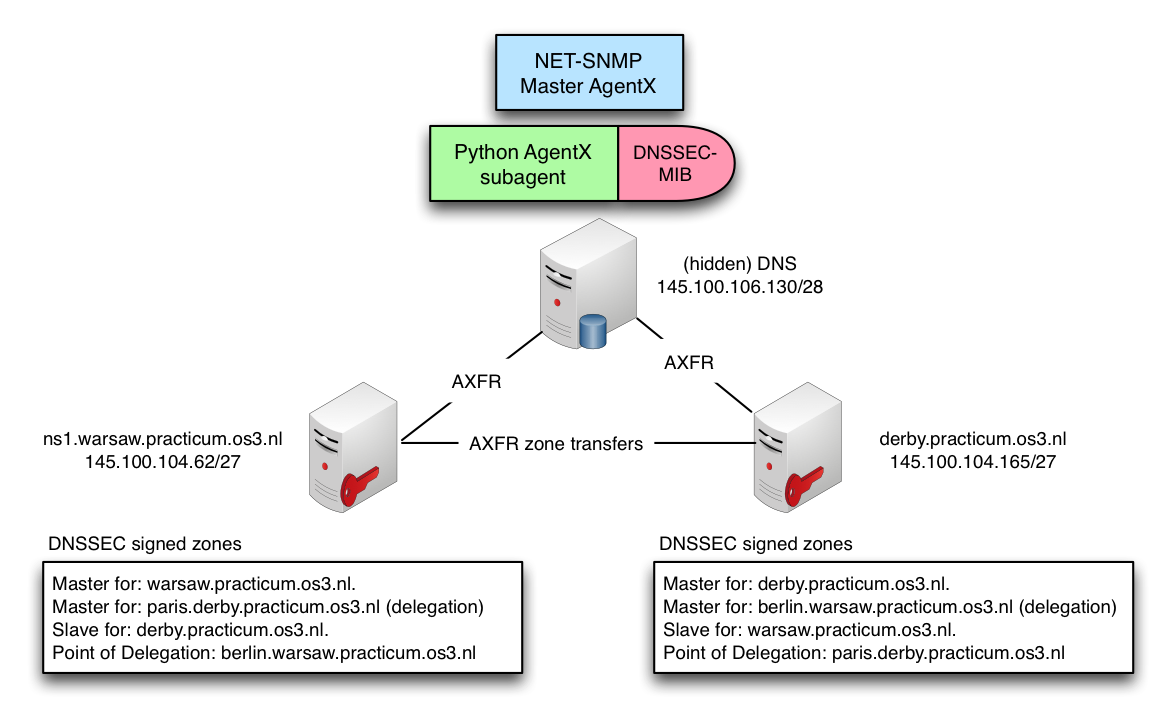 NET-SNMP
Master AgentX
Python AgentX
subagent
DNSSEC-
MIB
(hidden) DNS
145.100.106.130/28
AXFR
AXFR
ns1.warsaw.practicum.os3.nl
145.100.104.62/27
AXFR zone transfers
derby.practicum.os3.nl
145.100.104.165/27
DNSSEC signed zones
Master for: warsaw.practicum.os3.nl.
Master for: paris.derby.practicum.os3.nl (delegation)
Slave for: derby.practicum.os3.nl.
Point of Delegation: berlin.warsaw.practicum.os3.nl
DNSSEC signed zones
Master for: derby.practicum.os3.nl.
Master for: berlin.warsaw.practicum.os3.nl (delegation)
Slave for: warsaw.practicum.os3.nl.
Point of Delegation: paris.derby.practicum.os3.nl